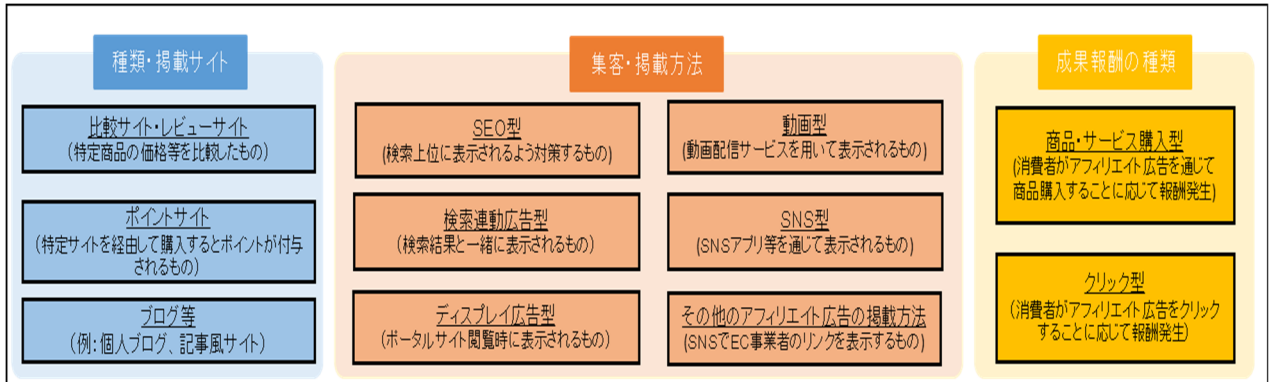 種類・掲載サイト
比較サイト・レビューサイト
（特定商品の価格等を比較したもの）
ポイントサイト
（特定サイトを経由して購入するとポイントが付与
されるもの）
ブログ等
（例：個人ブログ、記事風サイト）
集客・掲載方法
SEO型
(検索上位に表示されるよう対策するもの)
動画型
(動画配信サービスを用いて表示されるもの)
検索連動広告型
（検索結果と一緒に表示されるもの）
SNS型
(SNSアプリ等を通じて表示されるもの)
ディスプレイ広告型
（ポータルサイト閲覧時に表示されるもの）
その他のアフィリエイト広告の掲載方法
(SNSでEC事業者のリンクを表示するもの)
成果報酬の種類
商品・サービス購入型
(消費者がアフィリエイト広告を通じて
商品購入することに応じて報酬発生)
クリック型
（消費者がアフィリエイト広告をクリック
することに応じて報酬発生）